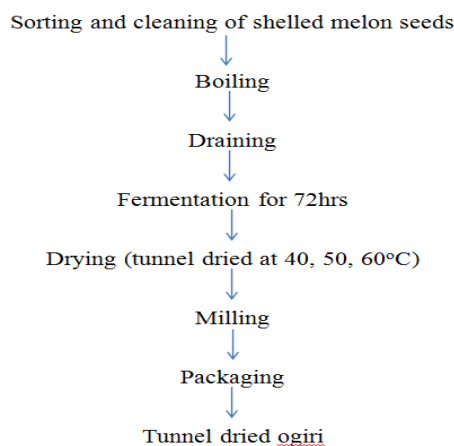 Sorting and cleaning of shelled melon seeds
Boiling
Draining
Fermentation for 72hrs
Drying (tunnel dried at 40, 50, 60°C)
Milling
Packaging
Tunnel dried ogiri